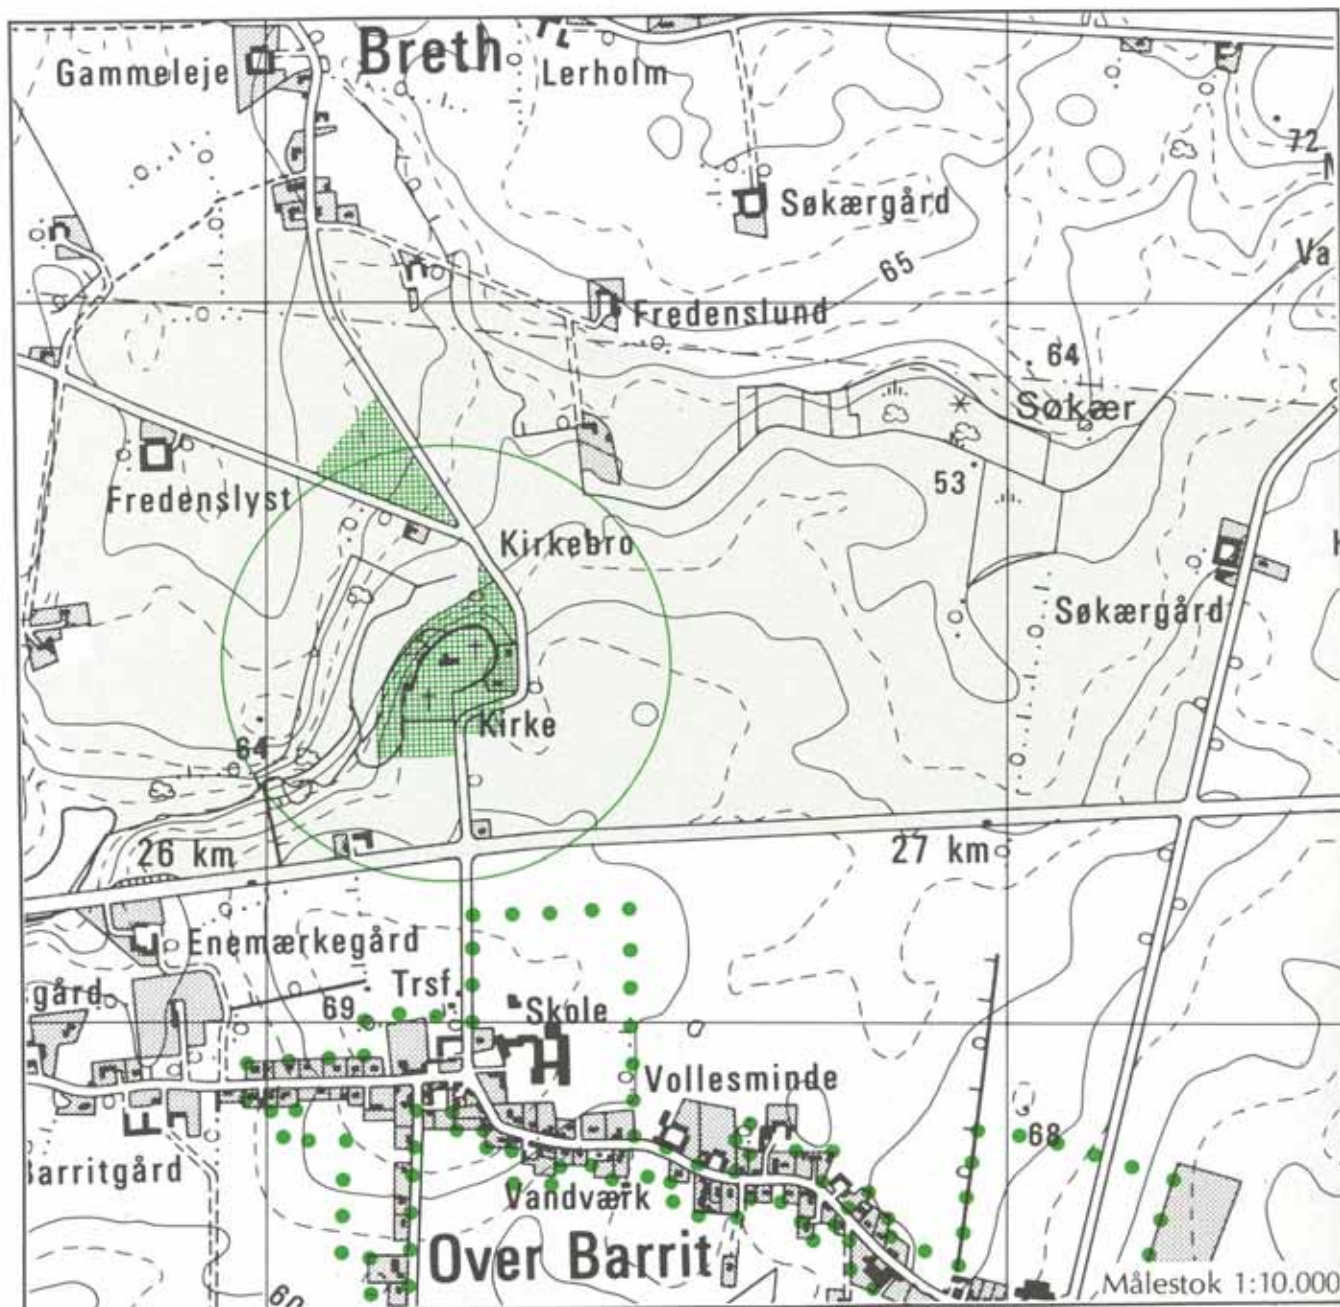 Breth
Gammeleje
Lerholm
72
Søkærgård
65
Va
Fredenslund
64
Søkær
Fredenslyst
53
Kirkebro
Søkærgård
Kirke
64
26 km
27 km
Enemærkegård
Trsf.
gård
69
Skole
Vollesminde
68
Barritgård
Vandværk
Over Barrit
60
Målestok 1:10.000